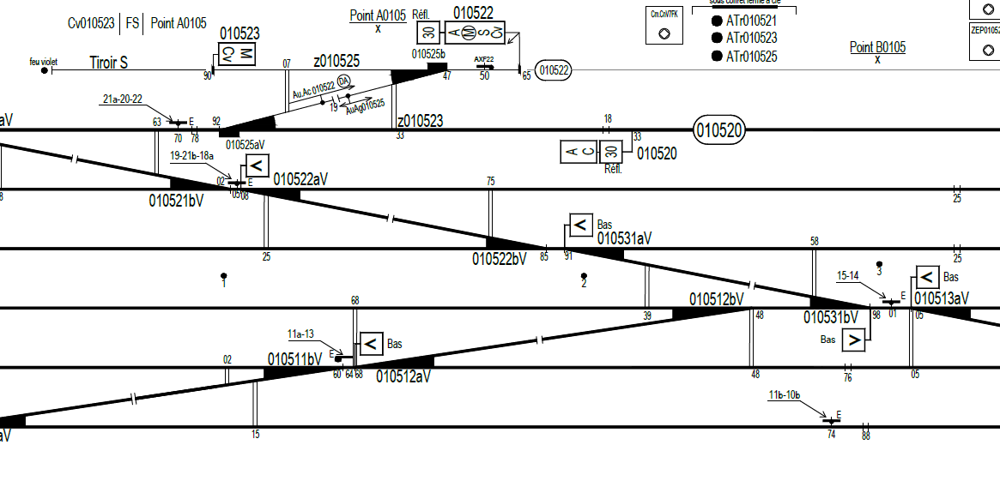 sous coffret fermé à clé
Cv010523 | FS | Point A0105
Point A0105
x
Réfl.
010522
30
A M S Cv
Cm.CnV7FK
ATr010521
ATr010523
ATr010525
Point B0105
x
ZEP01052
010523
M
Cv
feu violet
Tiroir S
90
07
z010525
010525b
47
AXF22
50
65
010522
Au.Ac 010522
DA
19
AuAg010525
21a-20-22
E
aV
63
70
78
92
010525aV
z010523
33
18
33
010520
A
C
30
Réfl.
010520
19-21b-18a
V
02
E
05
08
010522aV
8
010521bV
75
25
25
V
Bas
010531aV
010522bV
85
91
58
25
1
2
3
15-14
E
V
Bas
010513aV
68
39
010512bV
48
010531bV
98
01
05
11a-13
E
V
Bas
Bas
V
02
010511bV
60
64
68
010512aV
48
76
05
11b-10b
E
15
74
88
aV